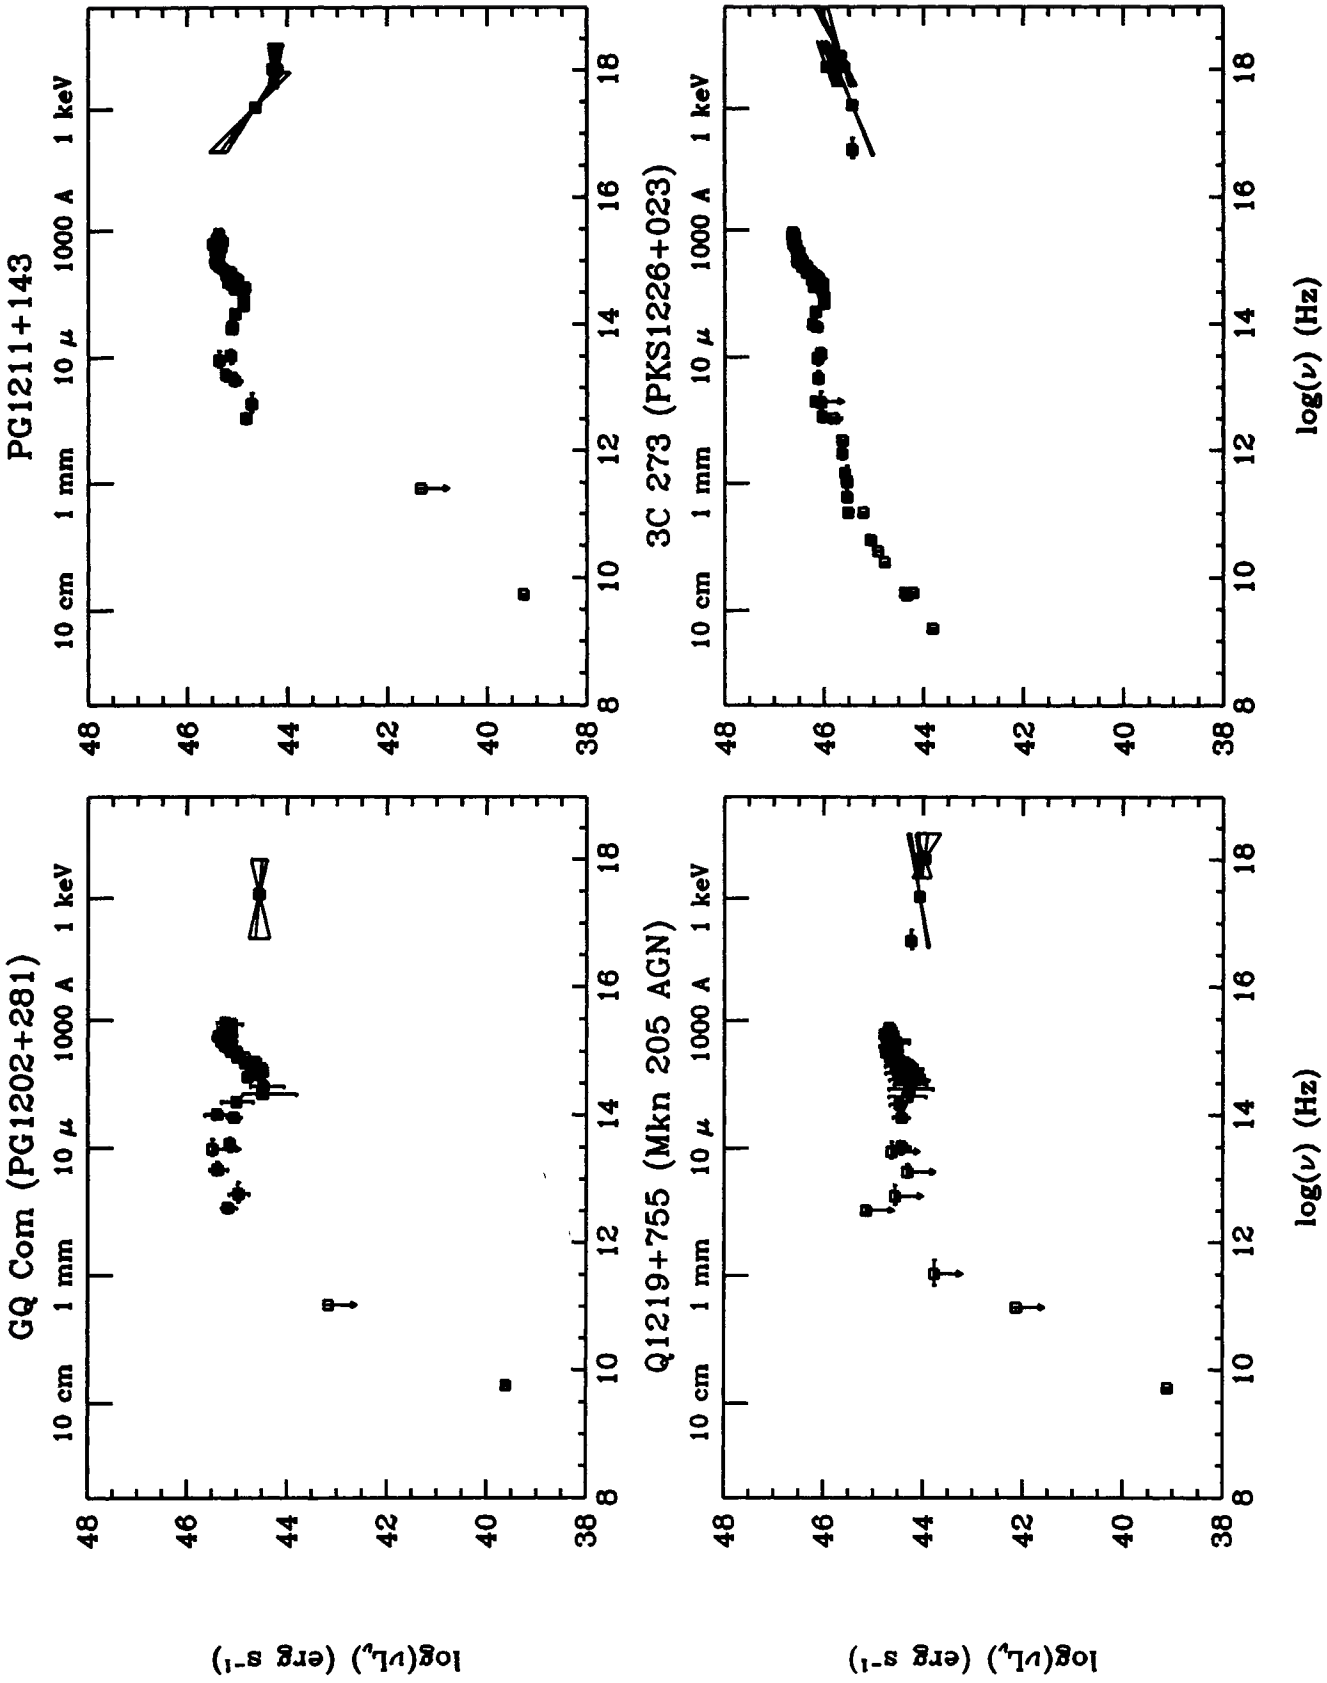 GQ Com (PG1202+281)
10 cm 1 mm 10 μ 1000 A 1 keV
48
46
44
42
40
38
8 10 12 14 16 18
PG1211+143
10 cm 1 mm 10 μ 1000 A 1 keV
48
46
44
42
40
38
8 10 12 14 16 18
log(νLᵥ) (erg s⁻¹)
Q1219+755 (Mkn 205 AGN)
10 cm 1 mm 10 μ 1000 A 1 keV
48
46
44
42
40
38
8 10 12 14 16 18
log(ν) (Hz)
3C 273 (PKS1226+023)
10 cm 1 mm 10 μ 1000 A 1 keV
48
46
44
42
40
38
8 10 12 14 16 18
log(ν) (Hz)
log(νLᵥ) (erg s⁻¹)